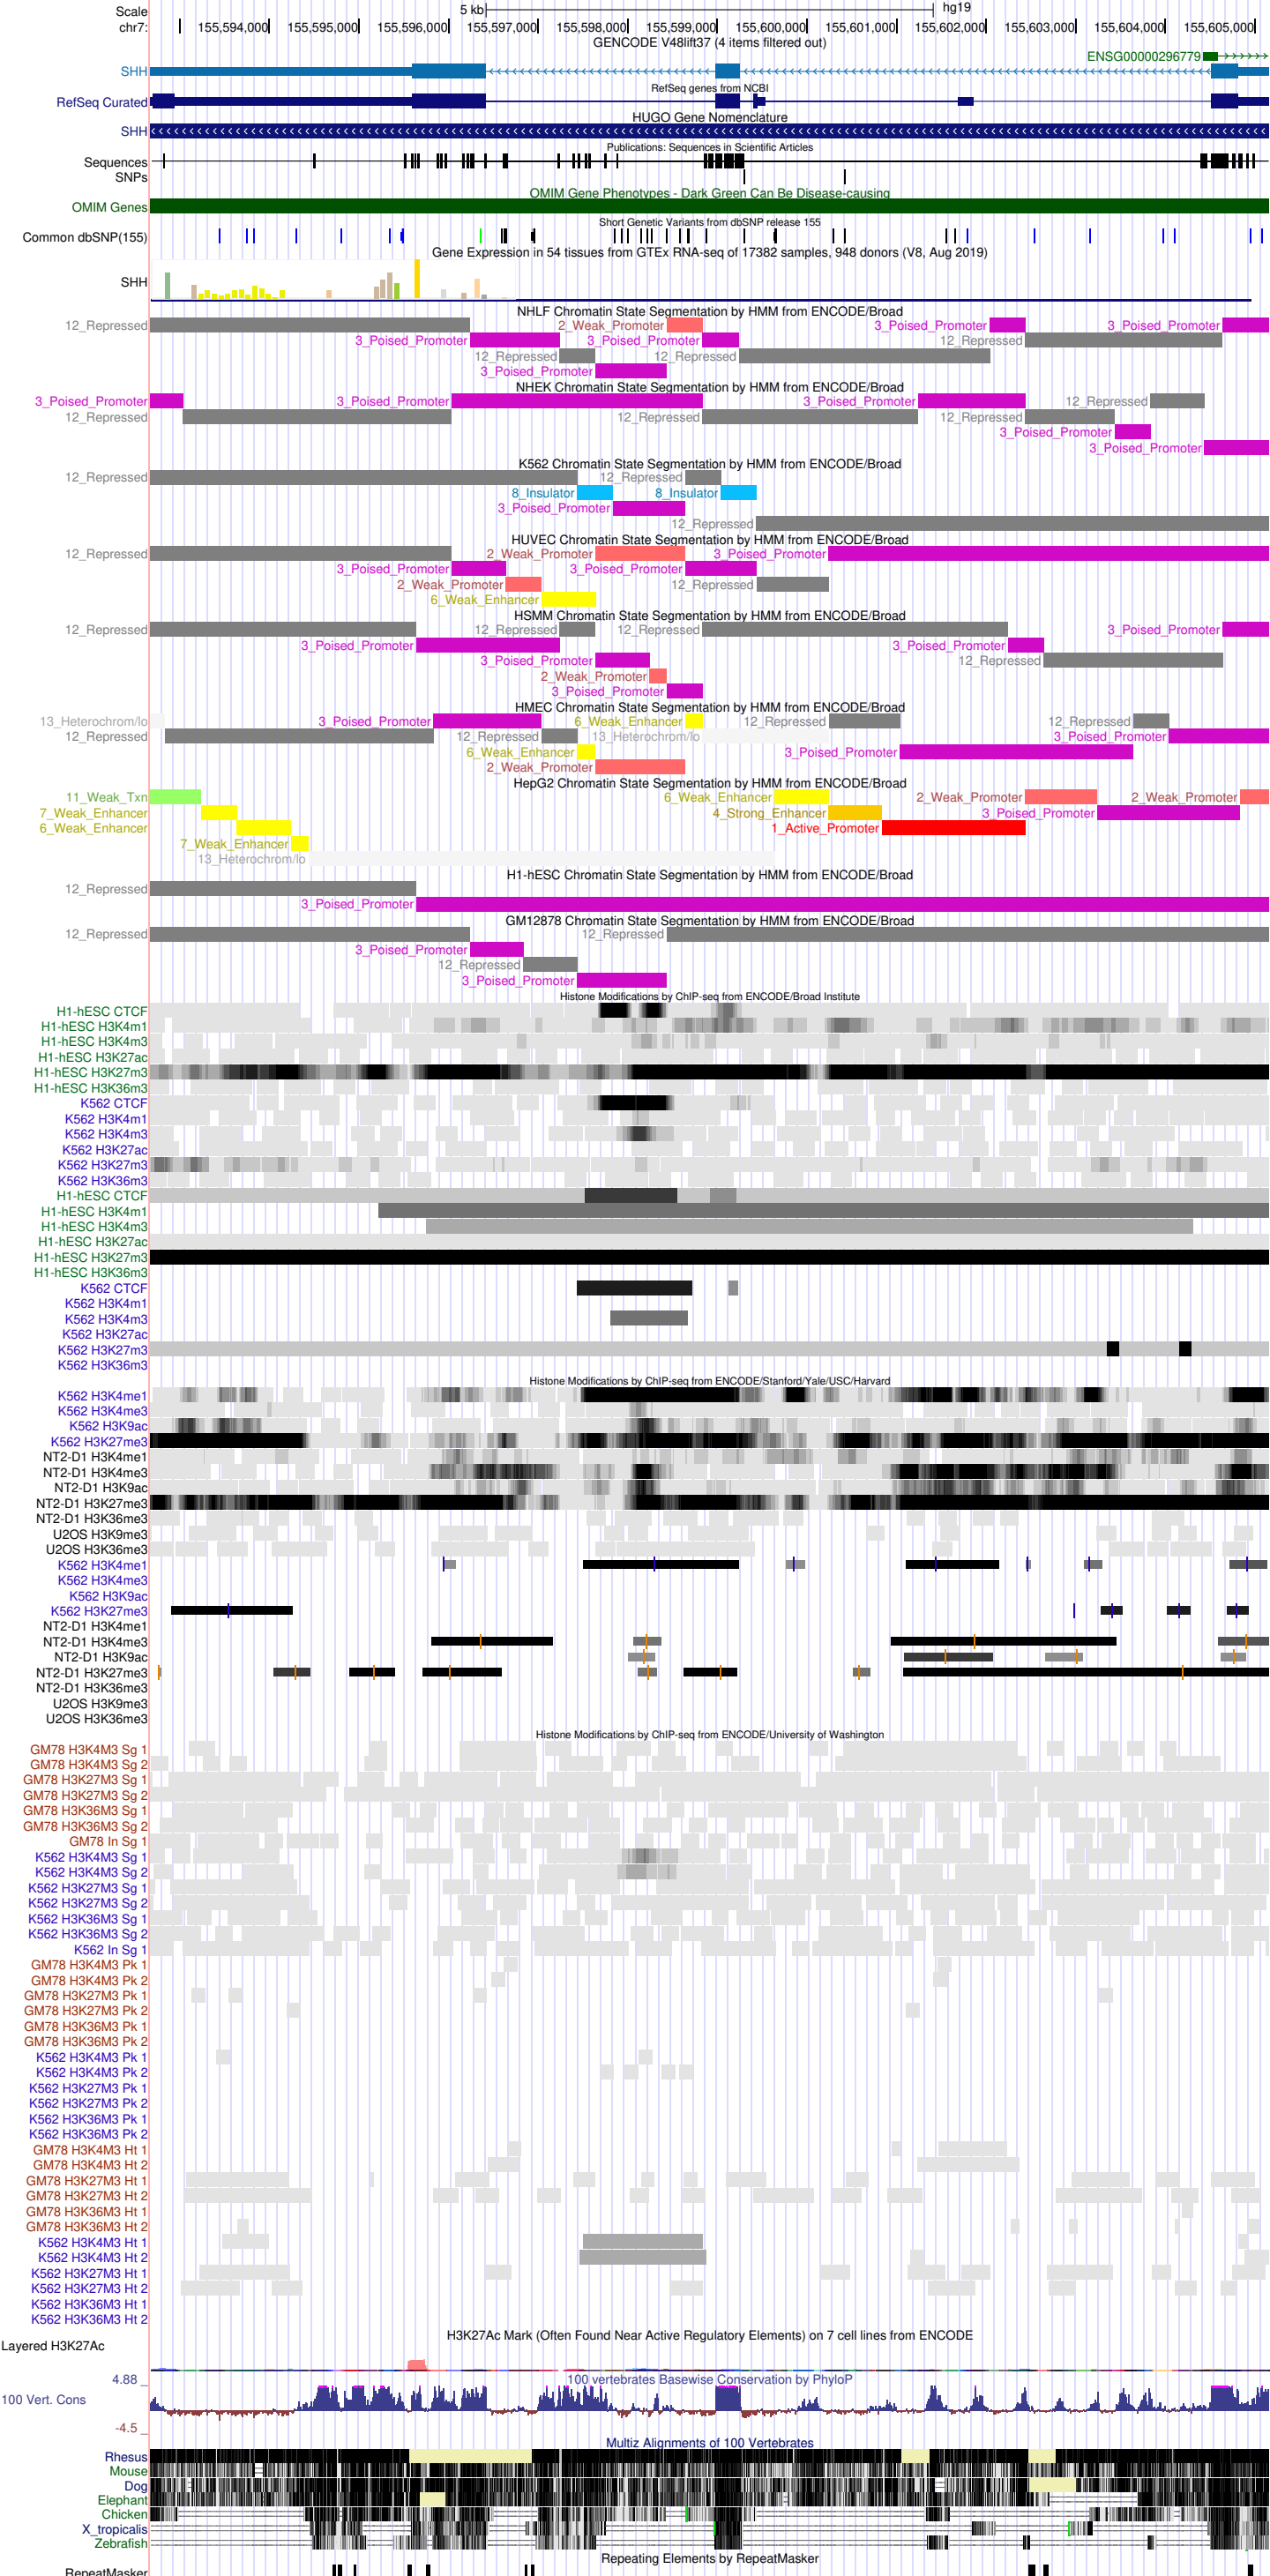 Scale 5 kb hg19
chr7: 155,594,000 155,595,000 155,596,000 155,597,000 155,598,000 155,599,000 155,600,000 155,601,000 155,602,000 155,603,000 155,604,000 155,605,000
GENCODE V48lift37 (4 items filtered out)
ENSG00000296779
SHH
RefSeq genes from NCBI
RefSeq Curated
HUGO Gene Nomenclature
SHH
Publications: Sequences in Scientific Articles
Sequences
SNPs
OMIM Gene Phenotypes - Dark Green Can Be Disease-causing
OMIM Genes
Short Genetic Variants from dbSNP release 155
Common dbSNP(155)
Gene Expression in 54 tissues from GTEx RNA-seq of 17382 samples, 948 donors (V8, Aug 2019)
SHH
NHLF Chromatin State Segmentation by HMM from ENCODE/Broad
12_Repressed 2_Weak_Promoter 3_Poised_Promoter 3_Poised_Promoter
3_Poised_Promoter 3_Poised_Promoter 12_Repressed
12_Repressed 12_Repressed
3_Poised_Promoter
NHEK Chromatin State Segmentation by HMM from ENCODE/Broad
3_Poised_Promoter 3_Poised_Promoter 3_Poised_Promoter 12_Repressed
12_Repressed 12_Repressed 12_Repressed
3_Poised_Promoter
3_Poised_Promoter
K562 Chromatin State Segmentation by HMM from ENCODE/Broad
12_Repressed 12_Repressed
8_Insulator 8_Insulator
3_Poised_Promoter
12_Repressed
HUVEC Chromatin State Segmentation by HMM from ENCODE/Broad
12_Repressed 2_Weak_Promoter 3_Poised_Promoter
3_Poised_Promoter 3_Poised_Promoter
2_Weak_Promoter 12_Repressed
6_Weak_Enhancer
HSMM Chromatin State Segmentation by HMM from ENCODE/Broad
12_Repressed 12_Repressed 12_Repressed 3_Poised_Promoter
3_Poised_Promoter 3_Poised_Promoter
3_Poised_Promoter 12_Repressed
2_Weak_Promoter
3_Poised_Promoter
HMEC Chromatin State Segmentation by HMM from ENCODE/Broad
13_Heterochrom/lo 3_Poised_Promoter 6_Weak_Enhancer 12_Repressed 12_Repressed
12_Repressed 12_Repressed 13_Heterochrom/lo 3_Poised_Promoter
6_Weak_Enhancer 3_Poised_Promoter
2_Weak_Promoter
HepG2 Chromatin State Segmentation by HMM from ENCODE/Broad
11_Weak_Txn 6_Weak_Enhancer 2_Weak_Promoter 2_Weak_Promoter
7_Weak_Enhancer 4_Strong_Enhancer 3_Poised_Promoter
6_Weak_Enhancer 1_Active_Promoter
7_Weak_Enhancer
13_Heterochrom/lo
H1-hESC Chromatin State Segmentation by HMM from ENCODE/Broad
12_Repressed
3_Poised_Promoter
GM12878 Chromatin State Segmentation by HMM from ENCODE/Broad
12_Repressed 12_Repressed
3_Poised_Promoter
12_Repressed
3_Poised_Promoter
Histone Modifications by ChIP-seq from ENCODE/Broad Institute
H1-hESC CTCF
H1-hESC H3K4m1
H1-hESC H3K4m3
H1-hESC H3K27ac
H1-hESC H3K27m3
H1-hESC H3K36m3
K562 CTCF
K562 H3K4m1
K562 H3K4m3
K562 H3K27ac
K562 H3K27m3
K562 H3K36m3
H1-hESC CTCF
H1-hESC H3K4m1
H1-hESC H3K4m3
H1-hESC H3K27ac
H1-hESC H3K27m3
H1-hESC H3K36m3
K562 CTCF
K562 H3K4m1
K562 H3K4m3
K562 H3K27ac
K562 H3K27m3
K562 H3K36m3
Histone Modifications by ChIP-seq from ENCODE/Stanford/Yale/USC/Harvard
K562 H3K4me1
K562 H3K4me3
K562 H3K9ac
K562 H3K27me3
NT2-D1 H3K4me1
NT2-D1 H3K4me3
NT2-D1 H3K9ac
NT2-D1 H3K27me3
NT2-D1 H3K36me3
U2OS H3K9me3
U2OS H3K36me3
K562 H3K4me1
K562 H3K4me3
K562 H3K9ac
K562 H3K27me3
NT2-D1 H3K4me1
NT2-D1 H3K4me3
NT2-D1 H3K9ac
NT2-D1 H3K27me3
NT2-D1 H3K36me3
U2OS H3K9me3
U2OS H3K36me3
Histone Modifications by ChIP-seq from ENCODE/University of Washington
GM78 H3K4M3 Sg 1
GM78 H3K4M3 Sg 2
GM78 H3K27M3 Sg 1
GM78 H3K27M3 Sg 2
GM78 H3K36M3 Sg 1
GM78 H3K36M3 Sg 2
GM78 In Sg 1
K562 H3K4M3 Sg 1
K562 H3K4M3 Sg 2
K562 H3K27M3 Sg 1
K562 H3K27M3 Sg 2
K562 H3K36M3 Sg 1
K562 H3K36M3 Sg 2
K562 In Sg 1
GM78 H3K4M3 Pk 1
GM78 H3K4M3 Pk 2
GM78 H3K27M3 Pk 1
GM78 H3K27M3 Pk 2
GM78 H3K36M3 Pk 1
GM78 H3K36M3 Pk 2
K562 H3K4M3 Pk 1
K562 H3K4M3 Pk 2
K562 H3K27M3 Pk 1
K562 H3K27M3 Pk 2
K562 H3K36M3 Pk 1
K562 H3K36M3 Pk 2
GM78 H3K4M3 Ht 1
GM78 H3K4M3 Ht 2
GM78 H3K27M3 Ht 1
GM78 H3K27M3 Ht 2
GM78 H3K36M3 Ht 1
GM78 H3K36M3 Ht 2
K562 H3K4M3 Ht 1
K562 H3K4M3 Ht 2
K562 H3K27M3 Ht 1
K562 H3K27M3 Ht 2
K562 H3K36M3 Ht 1
K562 H3K36M3 Ht 2
H3K27Ac Mark (Often Found Near Active Regulatory Elements) on 7 cell lines from ENCODE
Layered H3K27Ac
100 vertebrates Basewise Conservation by PhyloP
4.88 _
100 Vert. Cons
-4.5 _
Multiz Alignments of 100 Vertebrates
Rhesus
Mouse
Dog
Elephant
Chicken
X_tropicalis
Zebrafish
Repeating Elements by RepeatMasker
RepeatMasker